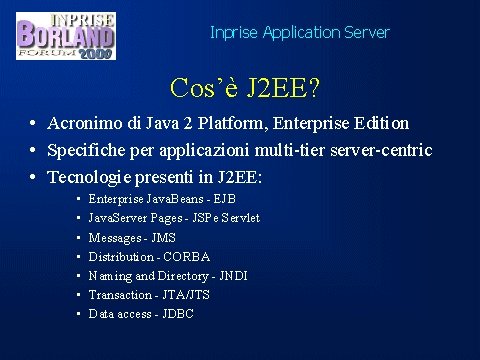 INPRISE
BORLAND
FORUM 2000
Inprise Application Server
Cos'è J2EE?
• Acronimo di Java 2 Platform, Enterprise Edition
• Specifiche per applicazioni multi-tier server-centric
• Tecnologie presenti in J2EE:
• Enterprise JavaBeans - EJB
• JavaServer Pages - JSPe Servlet
• Messages - JMS
• Distribution - CORBA
• Naming and Directory - JNDI
• Transaction - JTA/JTS
• Data access - JDBC